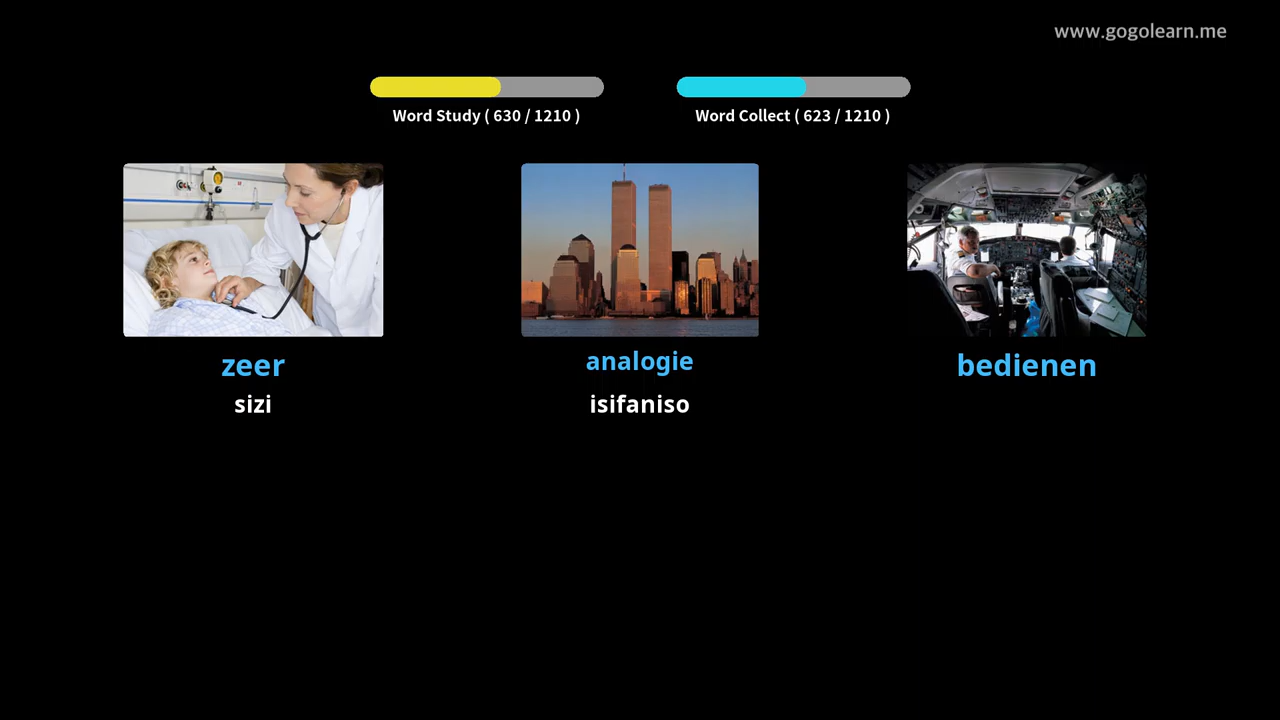 www.gogolearn.me
Word Study ( 630 / 1210 )
Word Collect ( 623 / 1210 )
zeer
sizi
analogie
isifaniso
bedienen